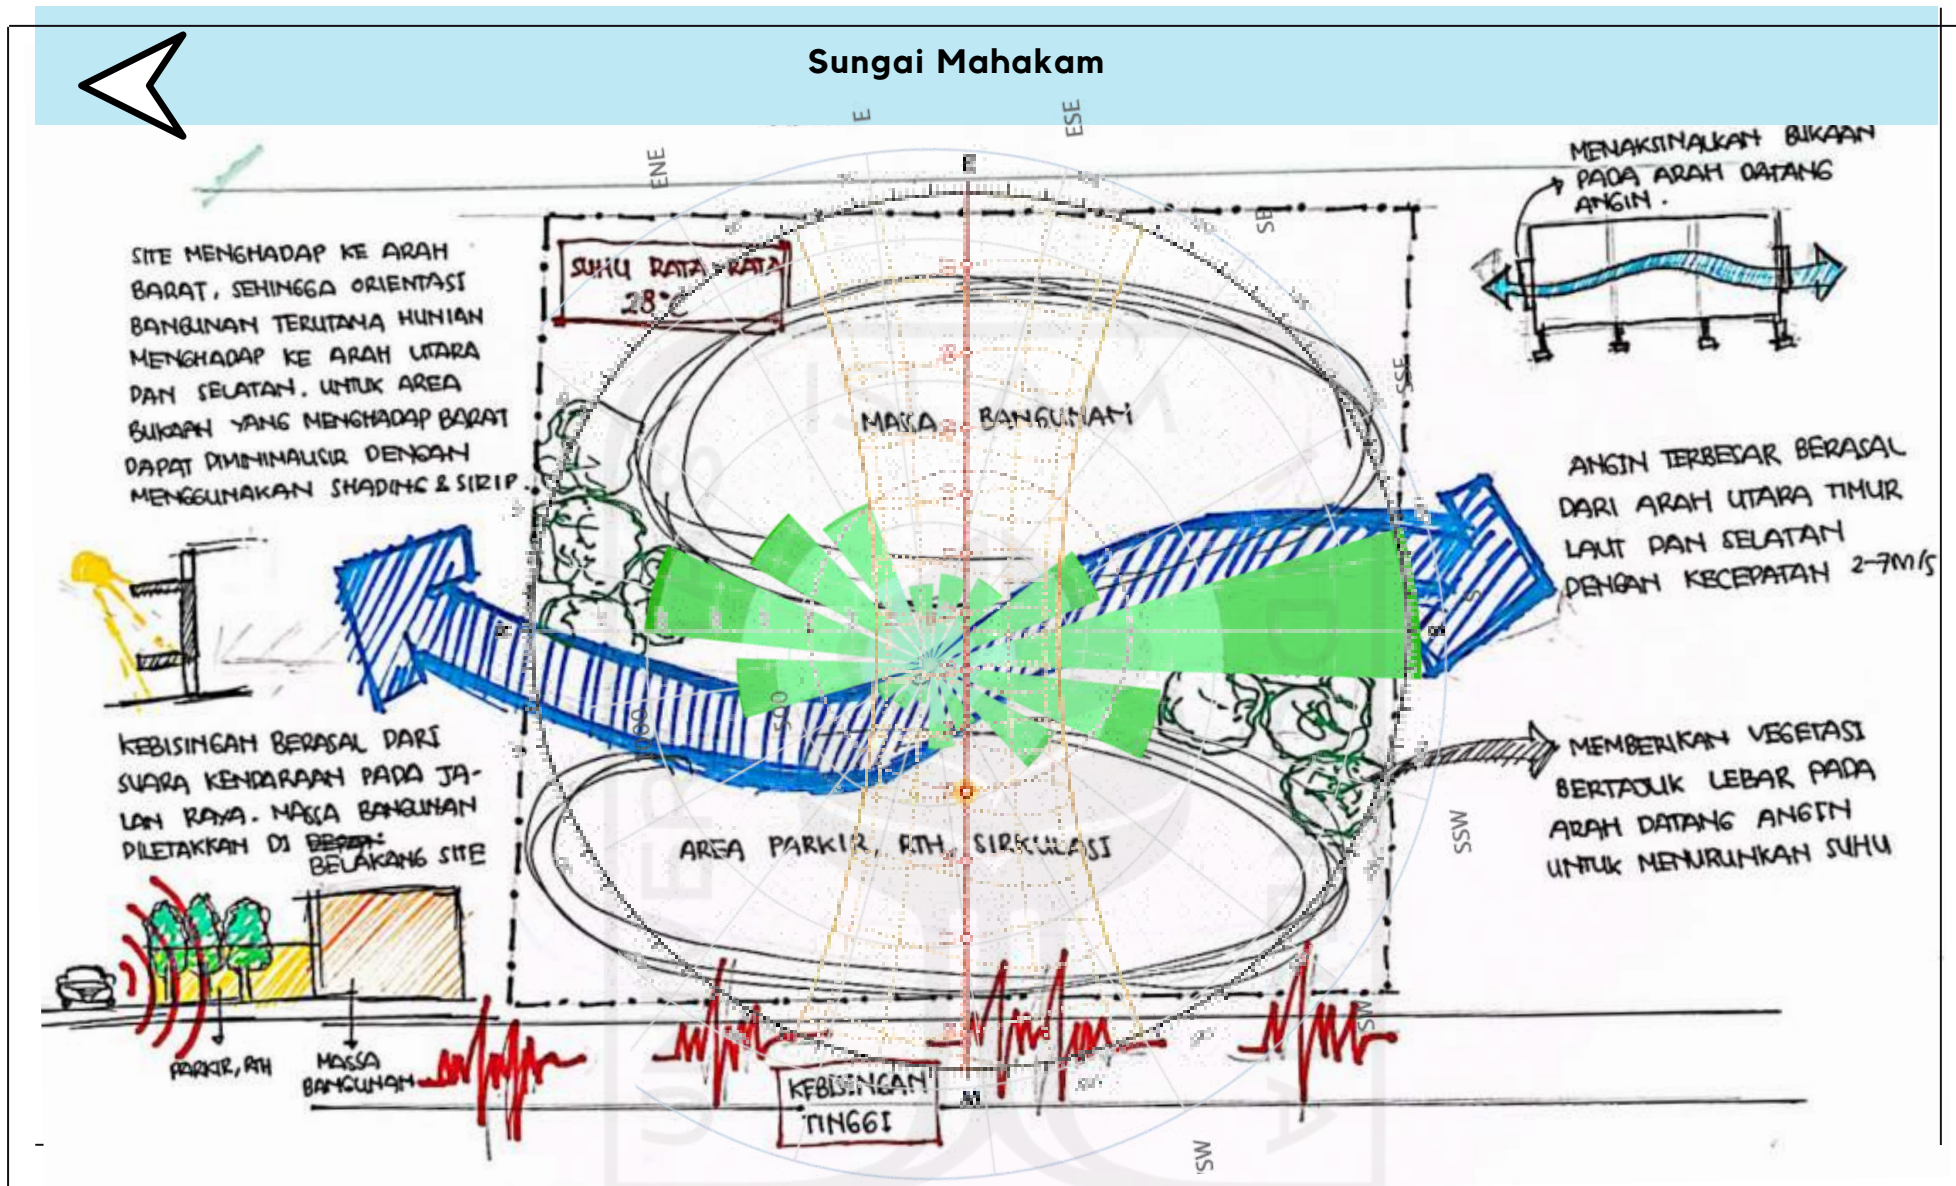 Sungai Mahakam
E
ESE
ENE
SE
SSE
S
SSW
SW
WSW
MENAKSIMALKAN BUKAAN
PADA ARAH DATANG
ANGIN.
SITE MENGHADAP KE ARAH
BARAT, SEHINGGA ORIENTASI
BANGUNAN TERUTAMA HUNIAN
MENGHADAP KE ARAH UTARA
DAN SELATAN. UNTUK AREA
BUKAAN YANG MENGHADAP BARAT
DAPAT DIMINIMALISIR DENGAN
MENGGUNAKAN SHADING & SIRIP.
SUHU RATA-RATA
28°C
MASSA BANGUNAN
ANGIN TERBESAR BERASAL
DARI ARAH UTARA TIMUR
LAUT DAN SELATAN
DENGAN KECEPATAN 2-7M/S
500
1000
KEBISINGAN BERASAL DARI
SUARA KENDARAAN PADA JA-
LAN RAYA. MASSA BANGUNAN
DILETAKKAN DI
BELAKANG SITE
MEMBERIKAN VEGETASI
BERTAJUK LEBAR PADA
ARAH DATANG ANGIN
UNTUK MENURUNKAN SUHU
AREA PARKIR, RTH, SIRKULASI
PARKIR, RTH
MASSA
BANGUNAN
KEBISINGAN
TINGGI
ISLAM